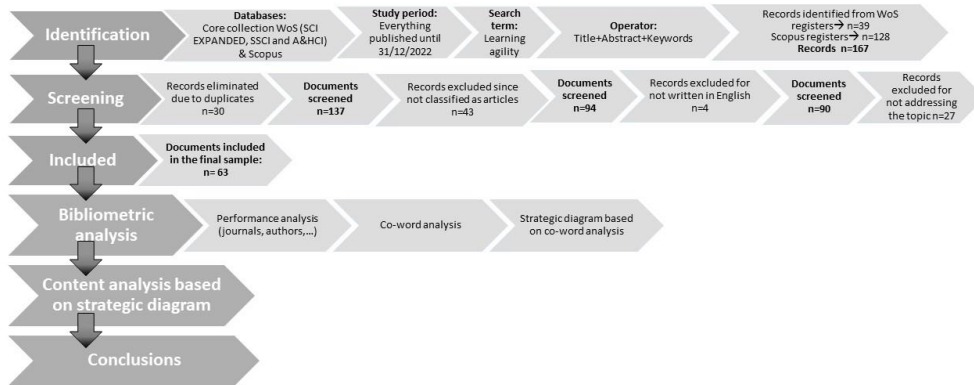 Identification
Databases:
Core collection WoS (SCI
EXPANDED, SSCI and A&HCI)
& Scopus
Study period:
Everything
published until
31/12/2022
Search
term:
Learning
agility
Operator:
Title+Abstract+Keywords
Records identified from WoS
registers→ n=39
Scopus registers→ n=128
Records n=167
Screening
Records eliminated
due to duplicates
n=30
Documents
screened
n=137
Records excluded since
not classified as articles
n=43
Documents
screened
n=94
Records excluded for
not written in English
n=4
Documents
screened
n=90
Records
excluded for
not addressing
the topic n=27
Included
Documents included
in the final sample:
n= 63
Bibliometric
analysis
Performance analysis
(journals, authors,...)
Co-word analysis
Strategic diagram based
on co-word analysis
Content analysis based
on strategic diagram
Conclusions